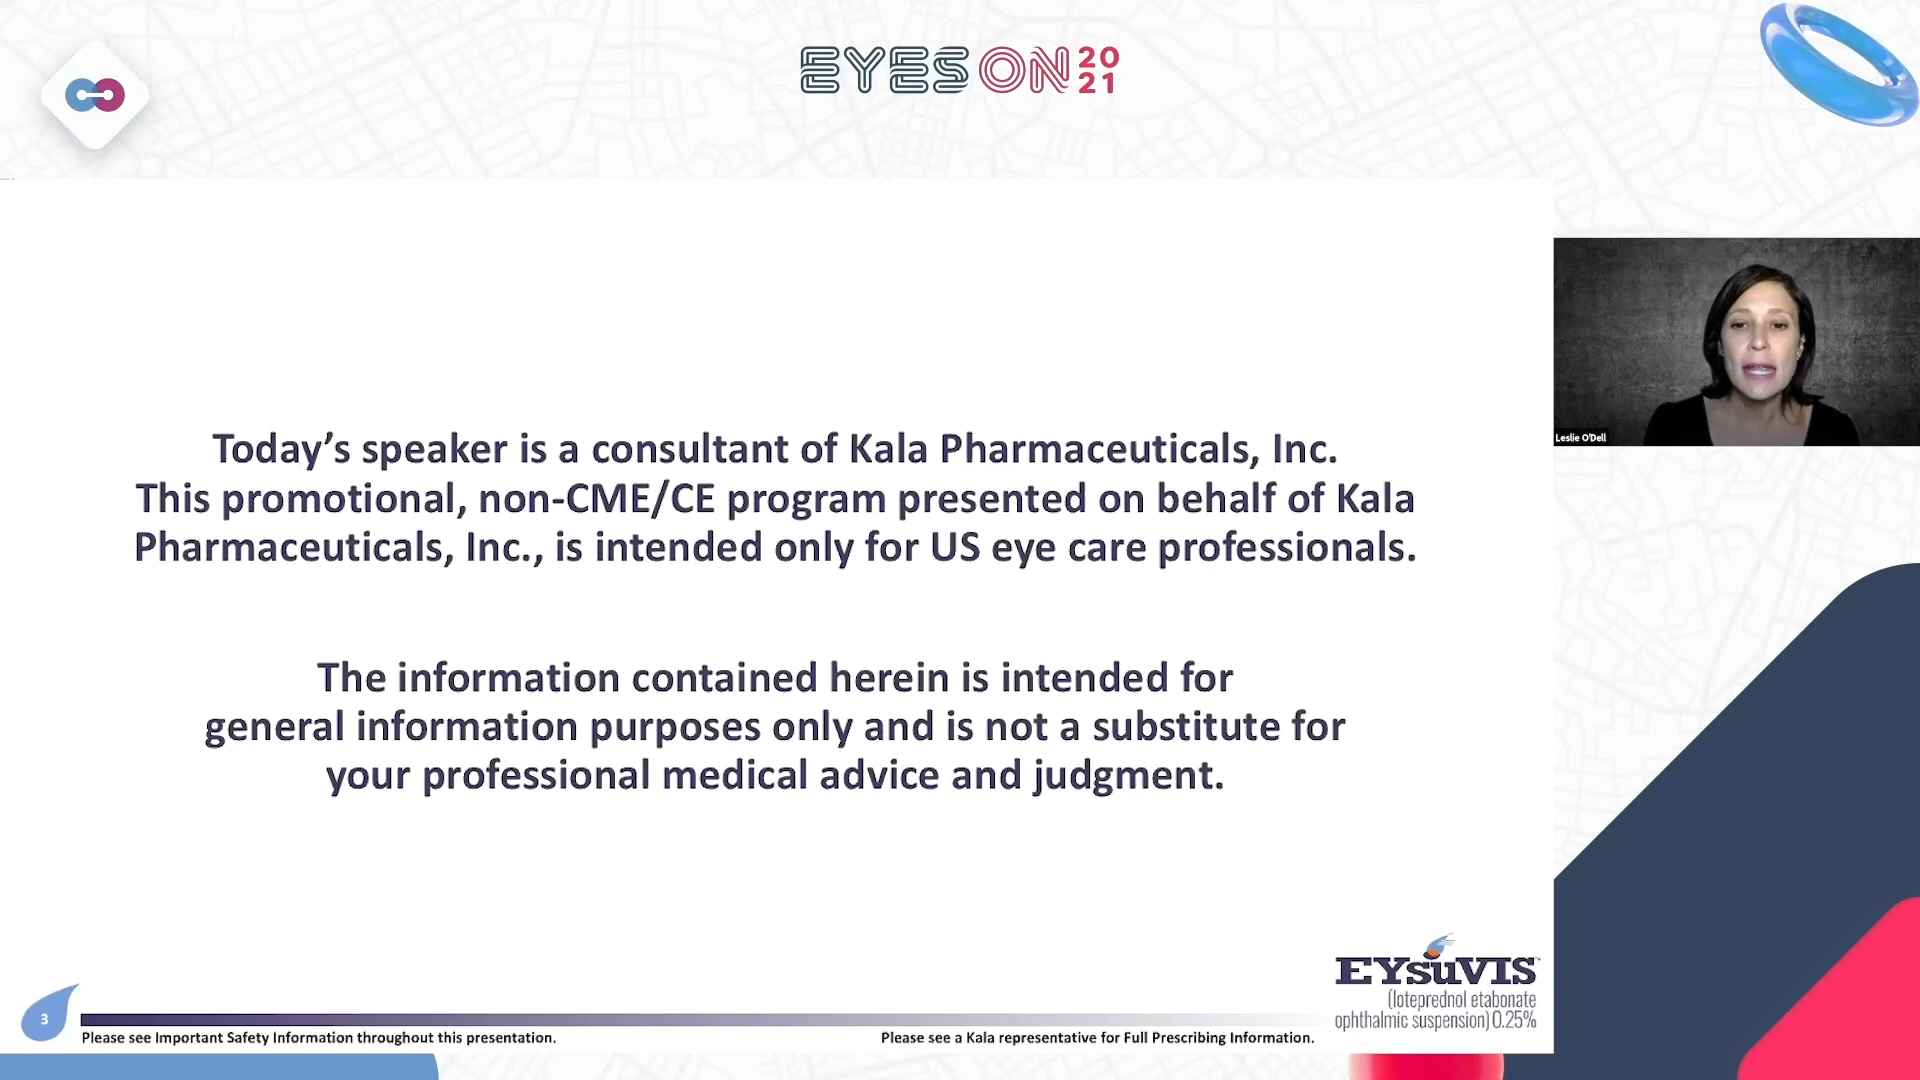 EYES ON 20
21
Leslie O'Dell
Today's speaker is a consultant of Kala Pharmaceuticals, Inc.
This promotional, non-CME/CE program presented on behalf of Kala
Pharmaceuticals, Inc., is intended only for US eye care professionals.
The information contained herein is intended for
general information purposes only and is not a substitute for
your professional medical advice and judgment.
EYSUVIS™
(loteprednol etabonate
ophthalmic suspension) 0.25%
3
Please see Important Safety Information throughout this presentation.
Please see a Kala representative for Full Prescribing Information.